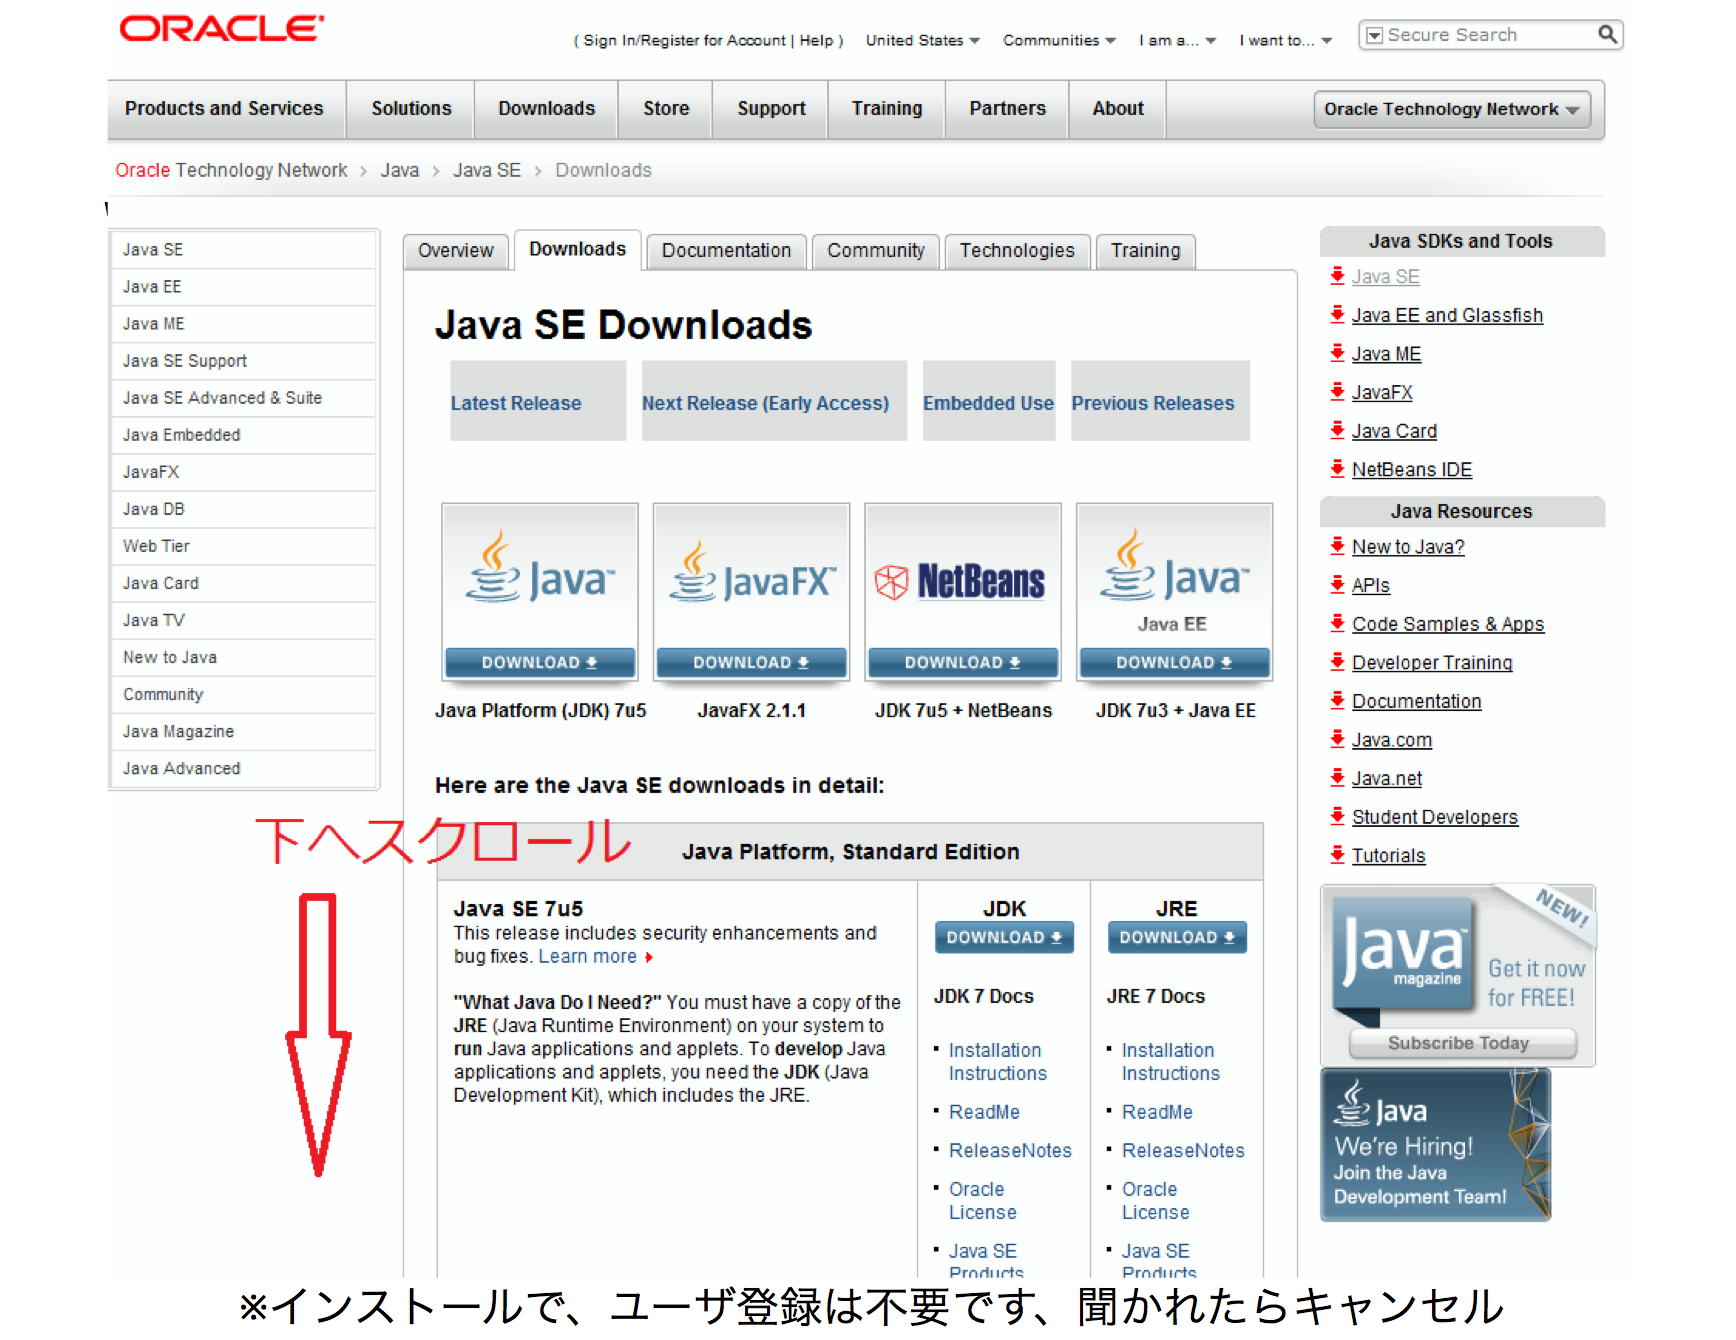 ORACLE
( Sign In/Register for Account | Help ) United States Communities I am a... I want to... Secure Search
Products and Services Solutions Downloads Store Support Training Partners About Oracle Technology Network
Oracle Technology Network > Java > Java SE > Downloads
Java SE
Java EE
Java ME
Java SE Support
Java SE Advanced & Suite
Java Embedded
JavaFX
Java DB
Web Tier
Java Card
Java TV
New to Java
Community
Java Magazine
Java Advanced
Overview Downloads Documentation Community Technologies Training
Java SE Downloads
Latest Release Next Release (Early Access) Embedded Use Previous Releases
Java™ JavaFX™ NetBeans Java™
Java EE
DOWNLOAD DOWNLOAD DOWNLOAD DOWNLOAD
Java Platform (JDK) 7u5 JavaFX 2.1.1 JDK 7u5 + NetBeans JDK 7u3 + Java EE
Here are the Java SE downloads in detail:
下へスクロール
Java Platform, Standard Edition
Java SE 7u5
This release includes security enhancements and
bug fixes. Learn more
"What Java Do I Need?" You must have a copy of the
JRE (Java Runtime Environment) on your system to
run Java applications and applets. To develop Java
applications and applets, you need the JDK (Java
Development Kit), which includes the JRE.
JDK
DOWNLOAD
JDK 7 Docs
Installation
Instructions
ReadMe
ReleaseNotes
Oracle
License
Java SE
Products
JRE
DOWNLOAD
JRE 7 Docs
Installation
Instructions
ReadMe
ReleaseNotes
Oracle
License
Java SE
Products
Java SDKs and Tools
Java SE
Java EE and Glassfish
Java ME
JavaFX
Java Card
NetBeans IDE
Java Resources
New to Java?
APIs
Code Samples & Apps
Developer Training
Documentation
Java.com
Java.net
Student Developers
Tutorials
NEW!
Java™
magazine
Get it now
for FREE!
Subscribe Today
Java
We're Hiring!
Join the Java
Development Team!
※インストールで、ユーザ登録は不要です、聞かれたらキャンセル